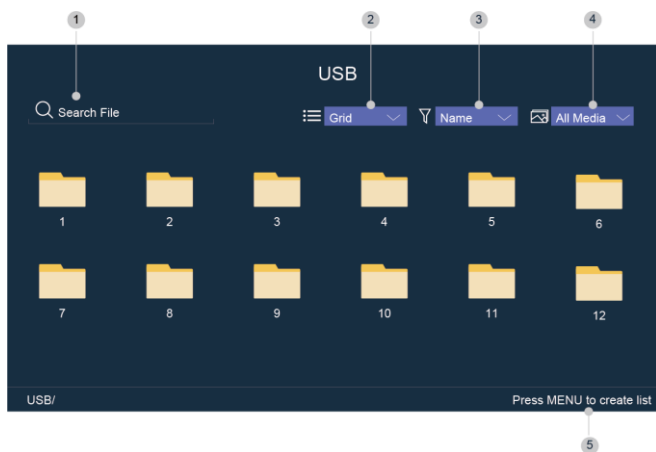 1 2 3 4
USB
Search File Grid Name All Media
1 2 3 4 5 6
7 8 9 10 11 12
USB/ Press MENU to create list
5